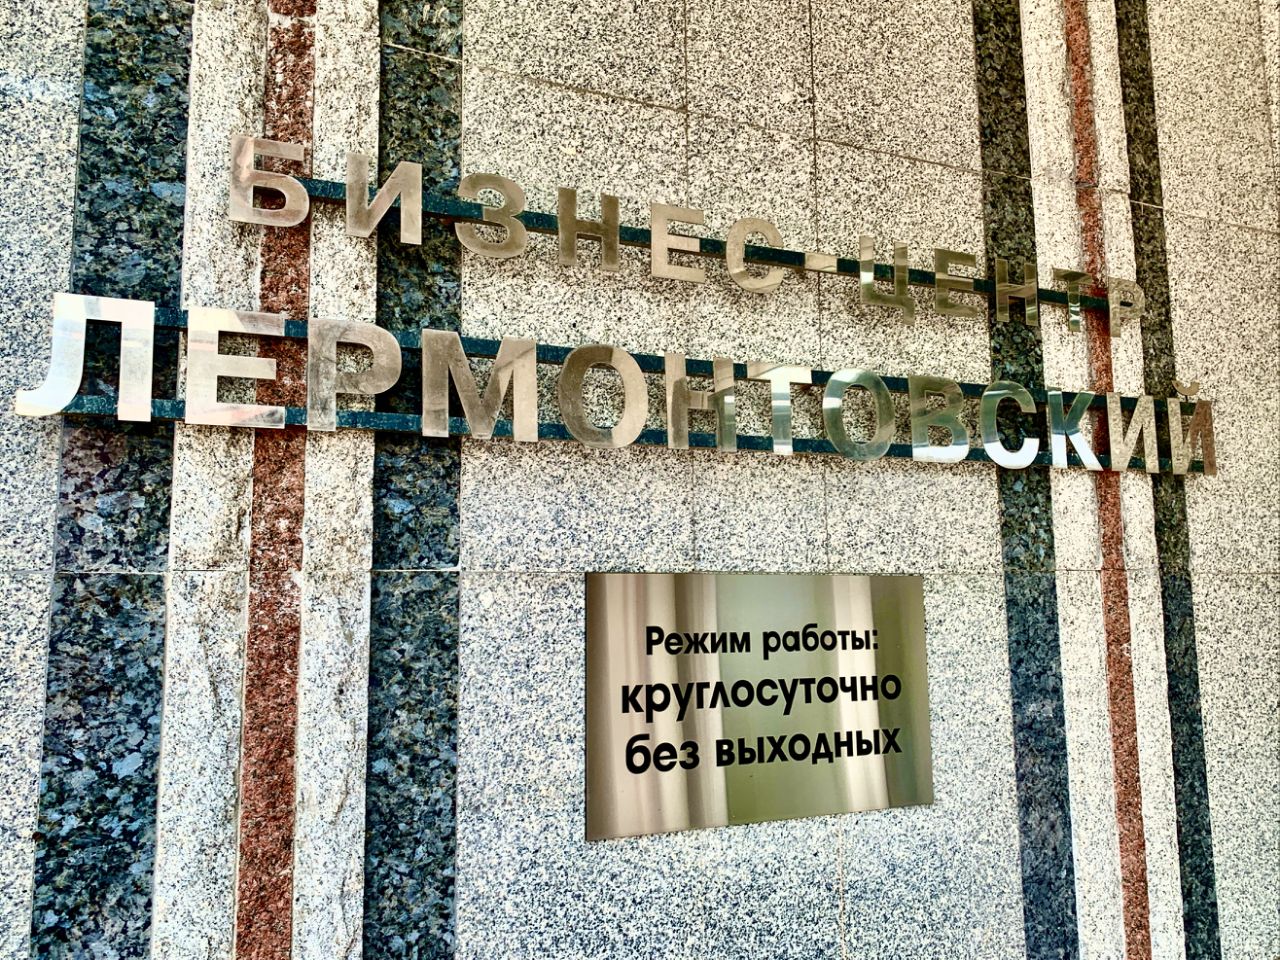 БИЗНЕС-ЦЕНТР
ЛЕРМОНТОВСКИЙ
Режим работы:
круглосуточно
без выходных